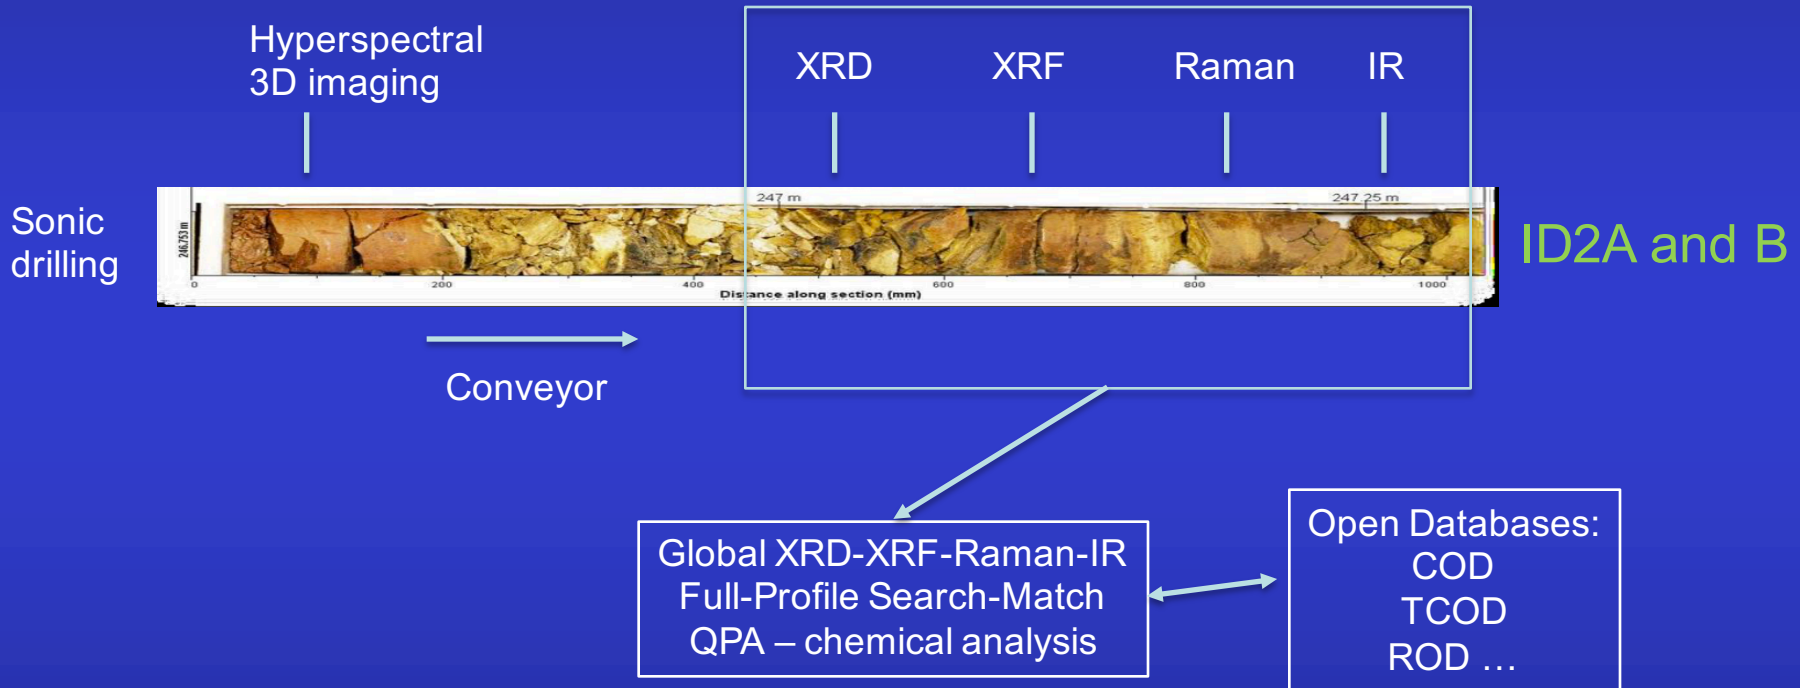 Hyperspectral
3D imaging
XRD
XRF
Raman
IR
Sonic
drilling
247 m
247.25 m
246.753 m
0
200
400
600
800
1000
Distance along section (mm)
ID2A and B
Conveyor
Global XRD-XRF-Raman-IR
Full-Profile Search-Match
QPA – chemical analysis
Open Databases:
COD
TCOD
ROD …